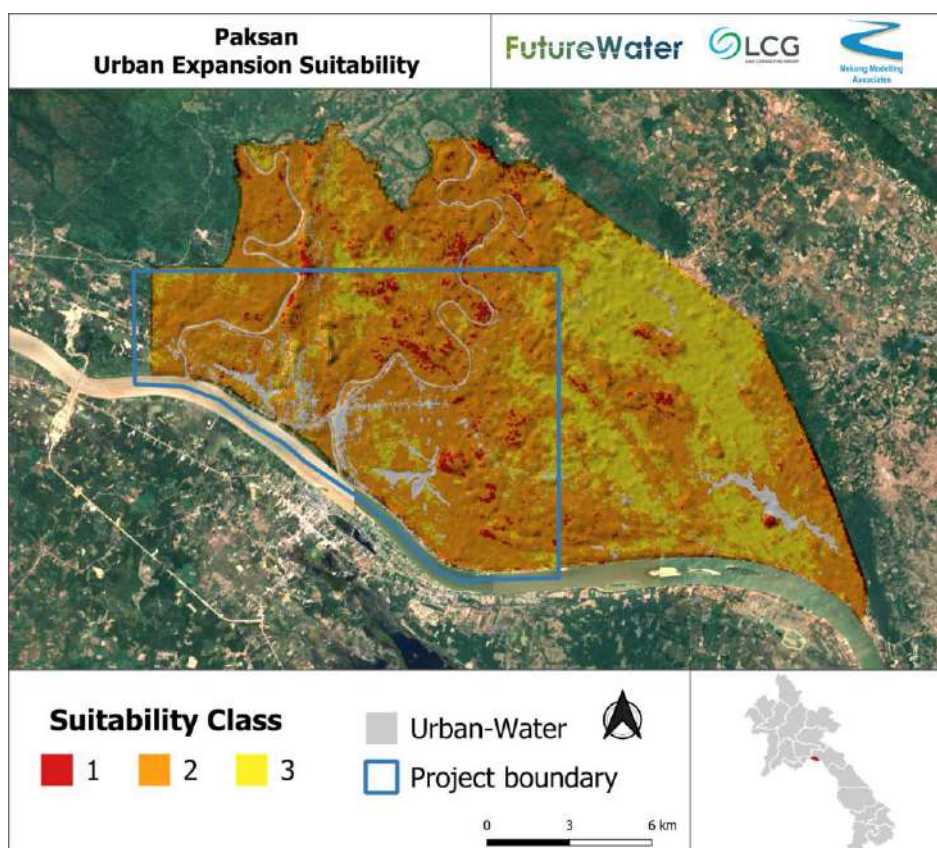 Paksan
Urban Expansion Suitability
FutureWater
LCG
Mekong Modelling
Associates
Suitability Class
1
2
3
Urban-Water
Project boundary
0 3 6 km